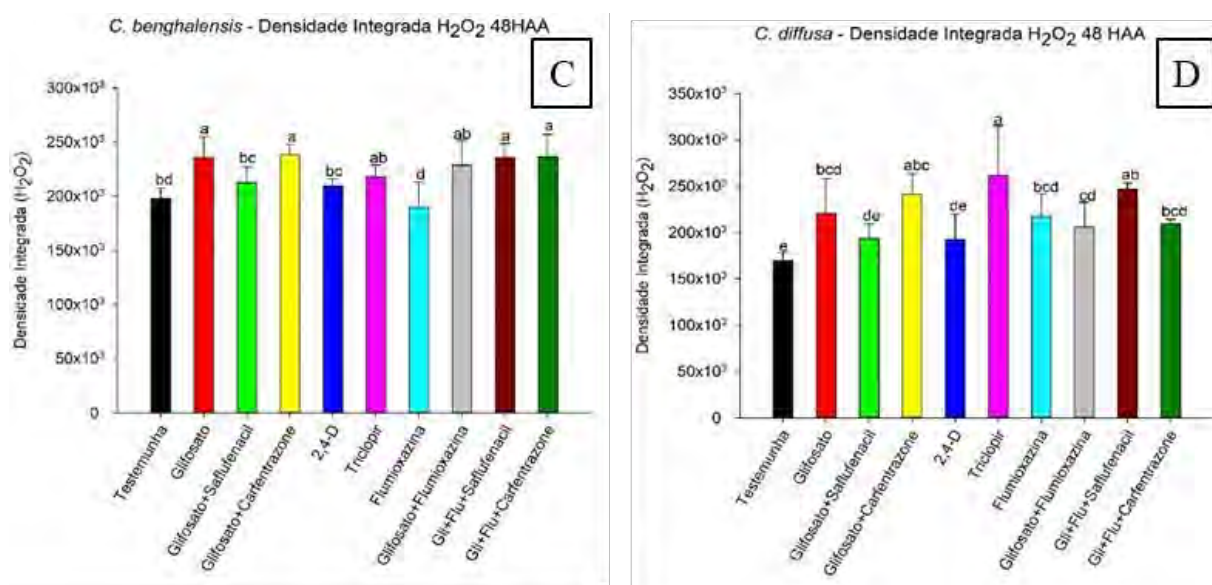 C. benghalensis - Densidade Integrada H₂O₂ 48HAA
C
Densidade Integrada (H₂O₂)
300x10³
250x10³
200x10³
150x10³
100x10³
50x10³
0
bd
a
bc
a
bc
ab
d
ab
a
a
Testemunha
Glifosato
Glifosato+Saflufenacil
Glifosato+Carfentrazone
2,4-D
Triclopir
Flumioxazina
Glifosato+Flumioxazina
Gli+Flu+Saflufenacil
Gli+Flu+Carfentrazone
C. diffusa - Densidade Integrada H₂O₂ 48 HAA
D
Densidade Integrada (H₂O₂)
350x10³
300x10³
250x10³
200x10³
150x10³
100x10³
50x10³
0
e
bcd
de
abc
de
a
bcd
cd
ab
bcd
Testemunha
Glifosato
Glifosato+Saflufenacil
Glifosato+Carfentrazone
2,4-D
Triclopir
Flumioxazina
Glifosato+Flumioxazina
Gli+Flu+Saflufenacil
Gli+Flu+Carfentrazone